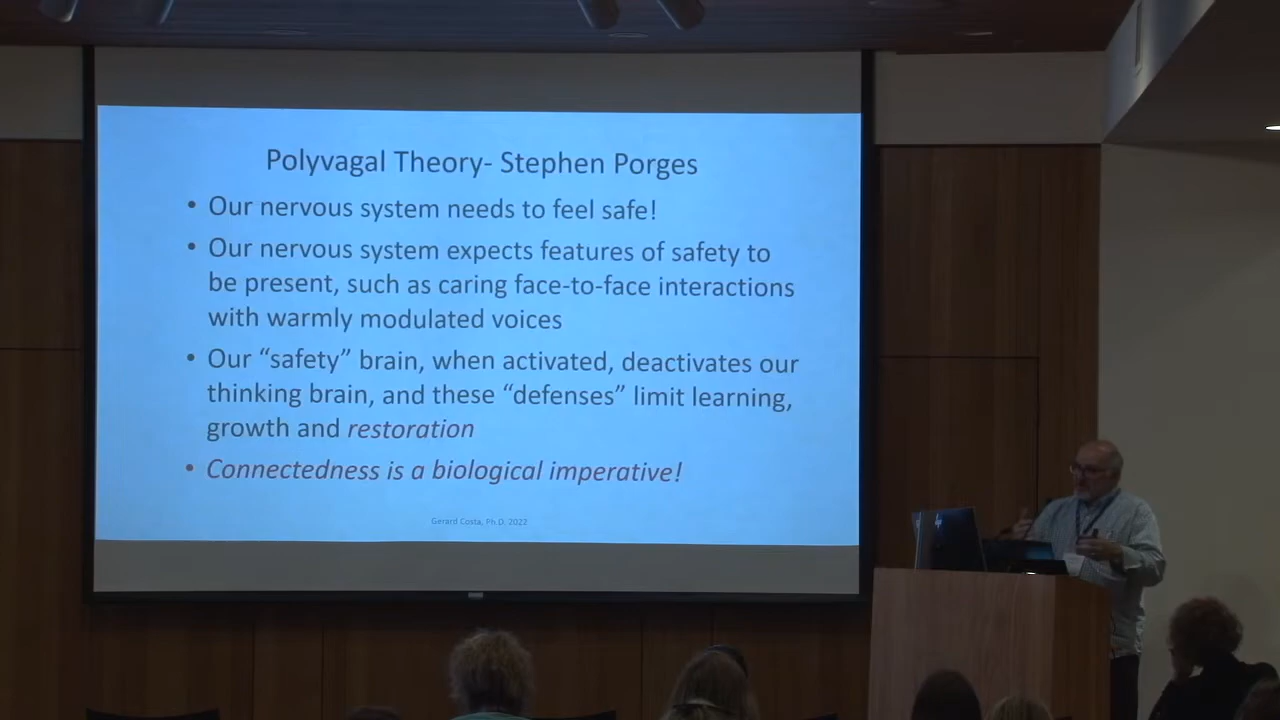 Polyvagal Theory- Stephen Porges
• Our nervous system needs to feel safe!
• Our nervous system expects features of safety to
be present, such as caring face-to-face interactions
with warmly modulated voices
• Our “safety” brain, when activated, deactivates our
thinking brain, and these “defenses” limit learning,
growth and restoration
• Connectedness is a biological imperative!
Gerard Costa, Ph.D. 2022